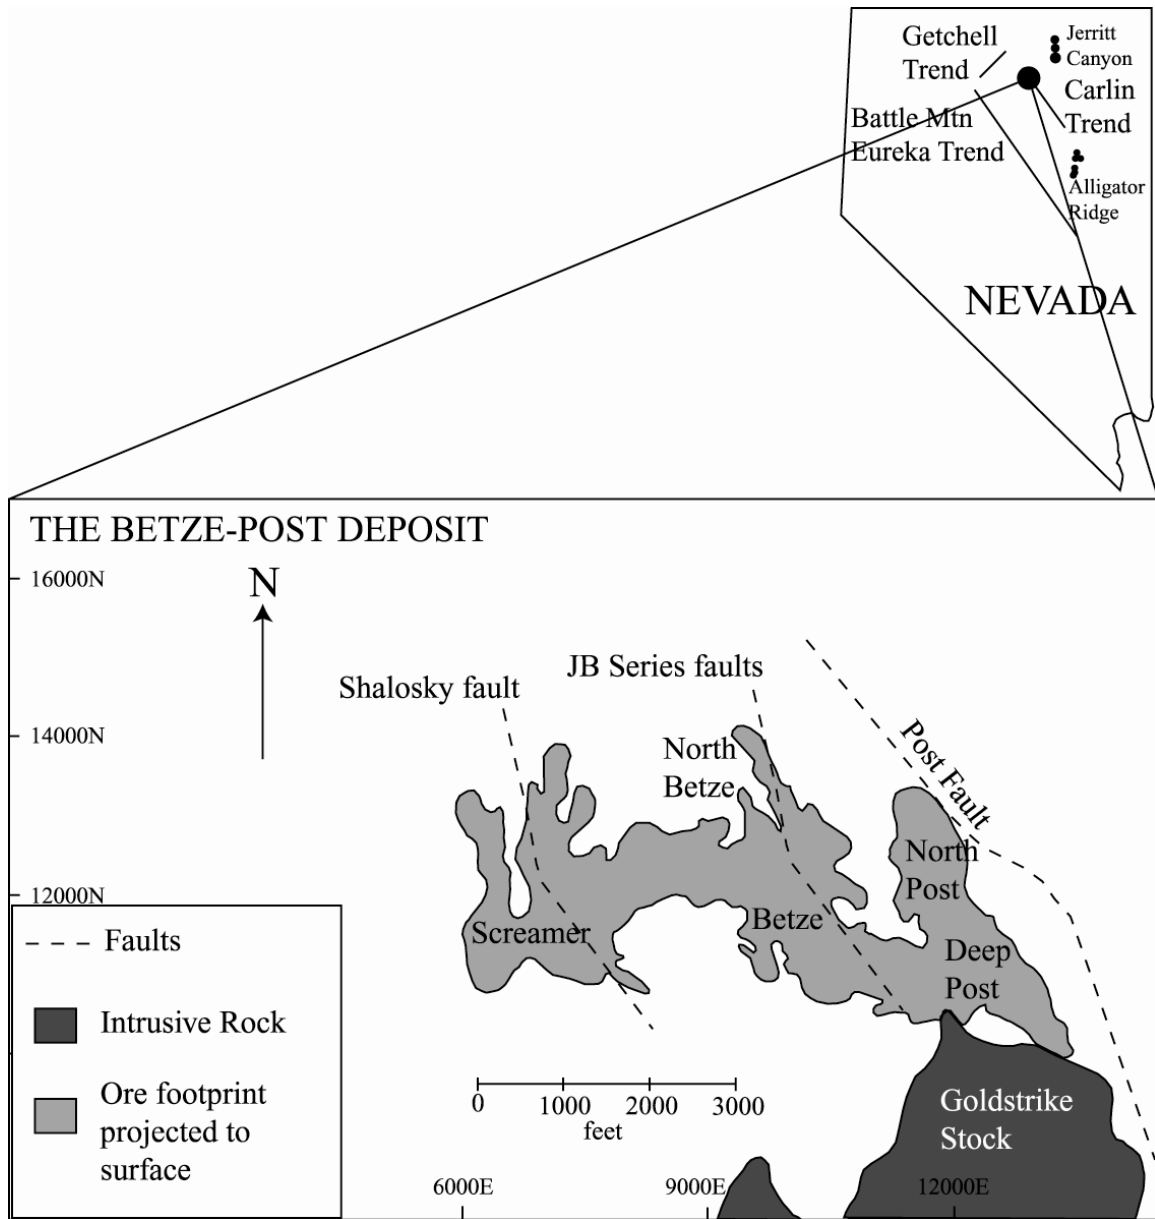 Getchell
Trend
Jerritt
Canyon
Carlin
Trend
Battle Mtn
Eureka Trend
Alligator
Ridge
NEVADA
THE BETZE-POST DEPOSIT
16000N
N
JB Series faults
Shalosky fault
14000N
North
Betze
Post Fault
North
Post
12000N
Screamer
Betze
Deep
Post
Faults
Intrusive Rock
Ore footprint
projected to
surface
0 1000 2000 3000
feet
Goldstrike
Stock
6000E 9000E 12000E